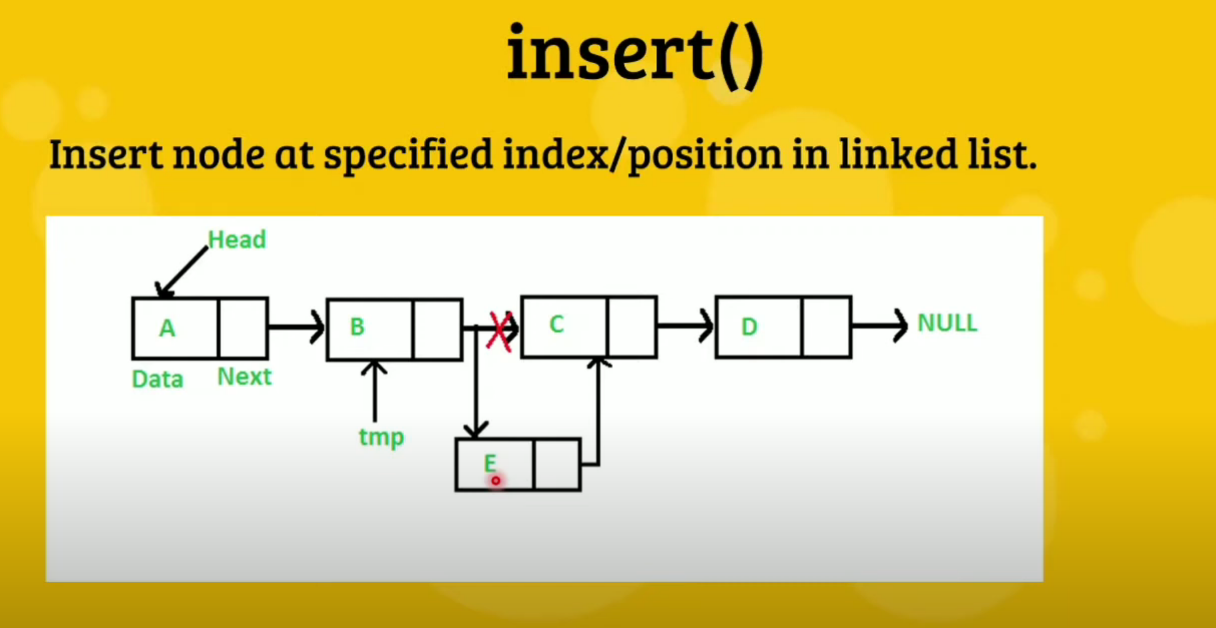 insert()
Insert node at specified index/position in linked list.
Head
A
B
C
D
NULL
Data
Next
tmp
E